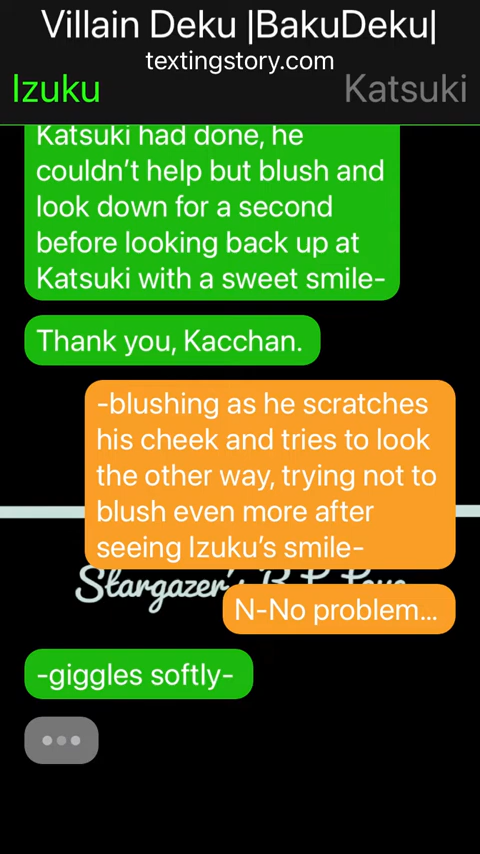 Villain Deku |BakuDeku|
textingstory.com
Izuku
Katsuki
Katsuki had done, he
couldn’t help but blush and
look down for a second
before looking back up at
Katsuki with a sweet smile-
Thank you, Kacchan.
-blushing as he scratches
his cheek and tries to look
the other way, trying not to
blush even more after
seeing Izuku’s smile-
Stargazer's
N-No problem...
-giggles softly-